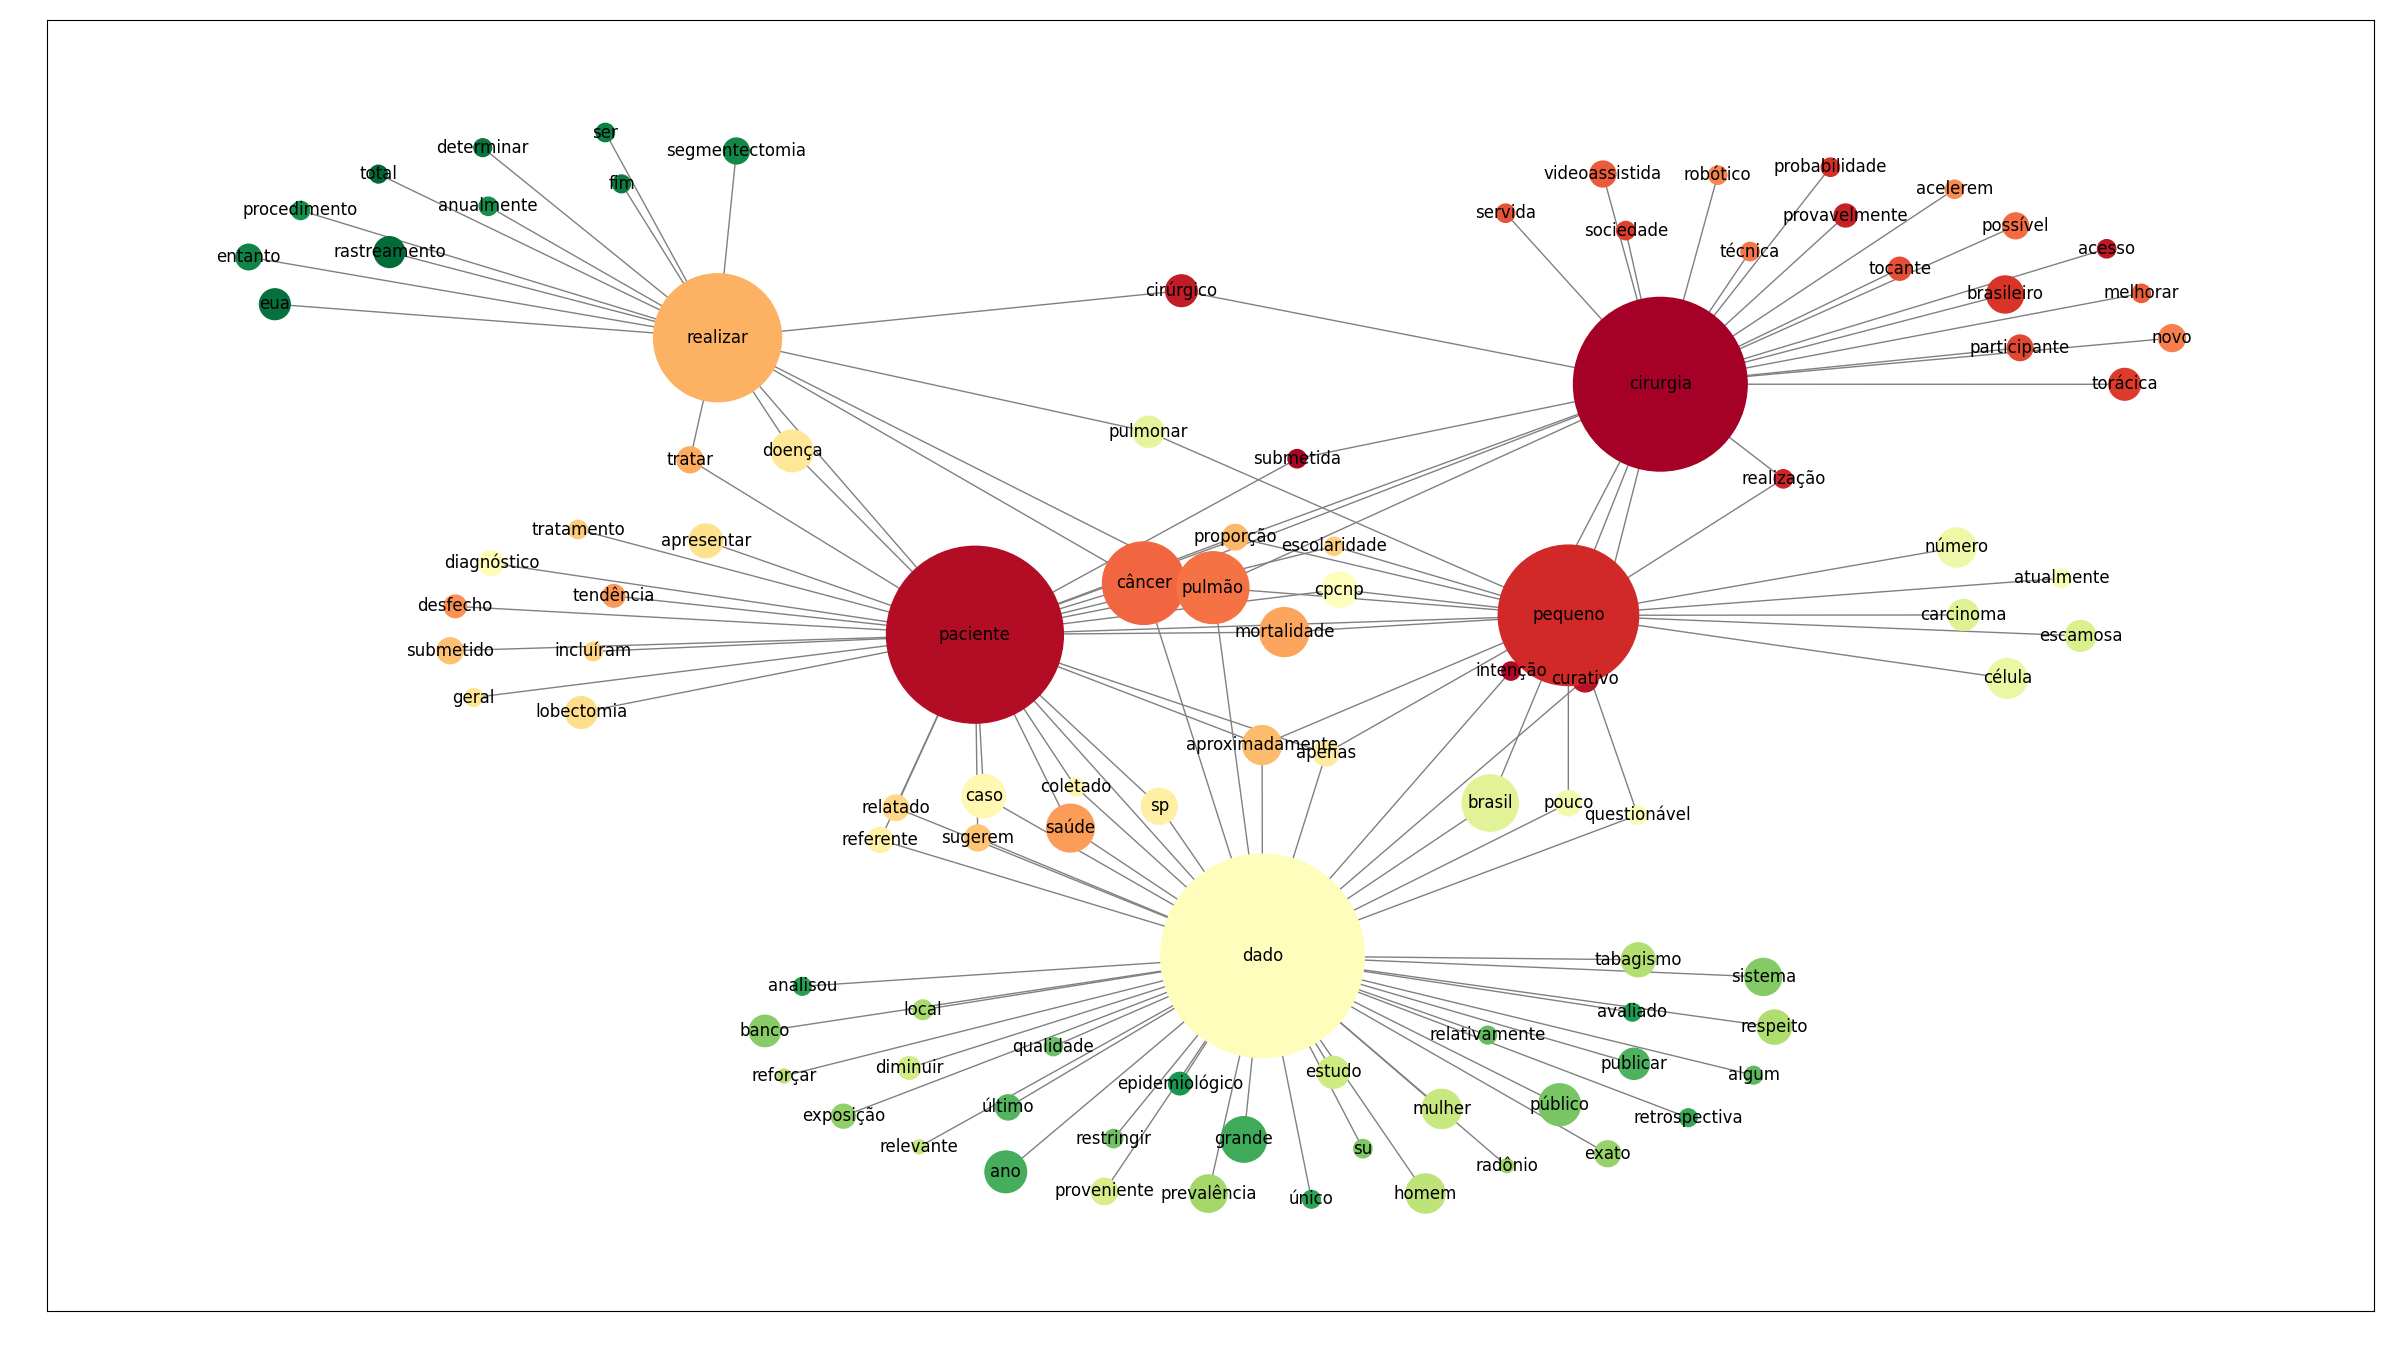 ser
determinar
segmentectomia
total
fim
procedimento
anualmente
rastreamento
entanto
eua
realizar
tratar
doença
cirúrgico
pulmonar
submetida
videoassistida
robótico
probabilidade
acelerem
servida
sociedade
provavelmente
possível
técnica
acesso
tocante
brasileiro
melhorar
novo
participante
torácica
cirurgia
realização
tratamento
apresentar
diagnóstico
tendência
desfecho
submetido
incluíram
geral
lobectomia
paciente
câncer
pulmão
proporção
escolaridade
cpcnp
mortalidade
pequeno
intenção
curativo
número
atualmente
carcinoma
escamosa
célula
aproximadamente
apenas
relatado
caso
coletado
sp
referente
sugerem
saúde
brasil
pouco
questionável
dado
analisou
local
banco
qualidade
reforçar
diminuir
epidemiológico
exposição
último
relevante
restringir
grande
ano
proveniente
prevalência
único
estudo
su
homem
mulher
radônio
tabagismo
sistema
avaliado
respeito
relativamente
publicar
algum
público
retrospectiva
exato